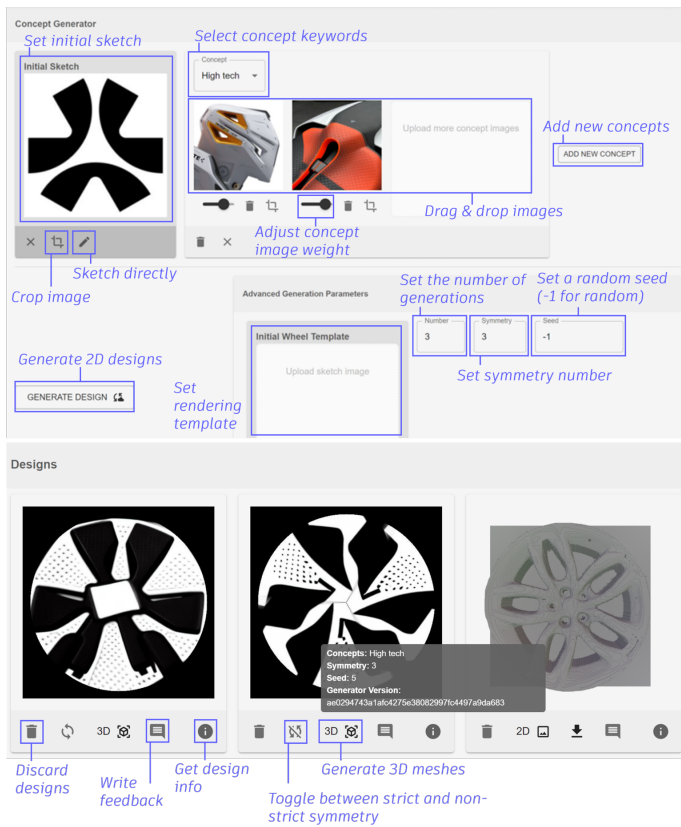 Concept Generator
Set initial sketch
Select concept keywords
Initial Sketch
Concept
High tech
Upload more concept images
Add new concepts
ADD NEW CONCEPT
Drag & drop images
Adjust concept
image weight
Sketch directly
Crop image
Set the number of
generations
Set a random seed
(-1 for random)
Advanced Generation Parameters
Number
3
Symmetry
3
Seed
-1
Initial Wheel Template
Upload sketch image
Set symmetry number
Generate 2D designs
GENERATE DESIGN
Set
rendering
template
Designs
Concepts: High tech
Symmetry: 3
Seed: 5
Generator Version:
ae0294743a1afc4275e38082997fc4497a9da683
3D
3D
2D
Discard
designs
Write
feedback
Get design
info
Generate 3D meshes
Toggle between strict and non-
strict symmetry